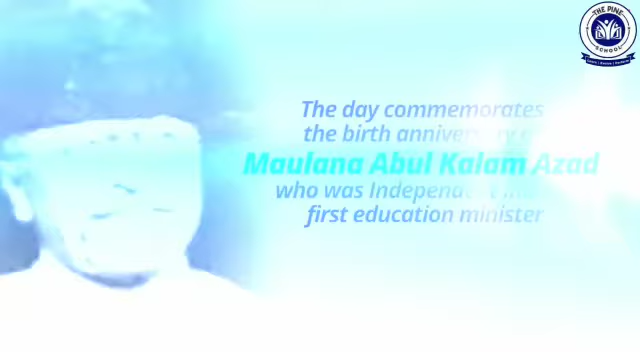 THE PINE
SCHOOL
The day commemorates
the birth
Maulana Abul Kalam Azad
who was
first education minister